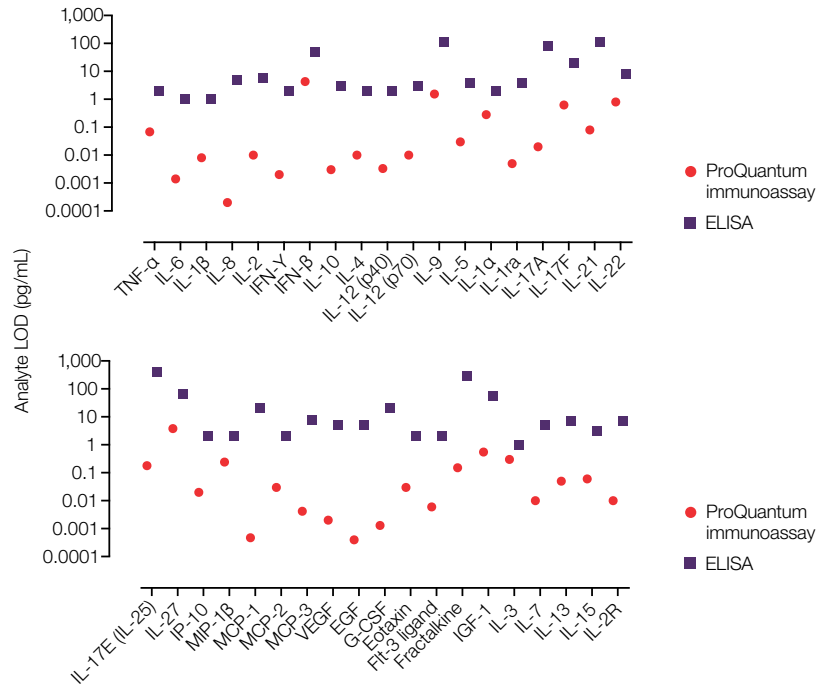 1,000
100
10
1
0.1
0.01
0.001
0.0001
TNF-α
IL-6
IL-1β
IL-8
IL-2
IFN-Y
IFN-β
IL-10
IL-4
IL-12 (p40)
IL-12 (p70)
IL-9
IL-5
IL-1α
IL-1ra
IL-17A
IL-17F
IL-21
IL-22
ProQuantum
immunoassay
ELISA
Analyte LOD (pg/mL)
1,000
100
10
1
0.1
0.01
0.001
0.0001
IL-17E (IL-25)
IL-27
IP-10
MIP-1β
MCP-1
MCP-2
MCP-3
VEGF
EGF
G-CSF
Eotaxin
Flt-3 ligand
Fractalkine
IGF-1
IL-3
IL-7
IL-13
IL-15
IL-2R
ProQuantum
immunoassay
ELISA